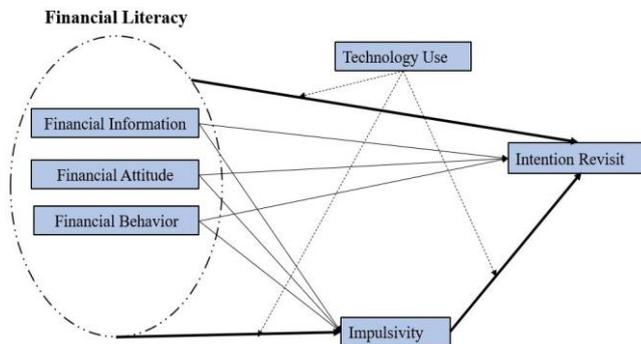 Financial Literacy
Technology Use
Financial Information
Intention Revisit
Financial Attitude
Financial Behavior
Impulsivity